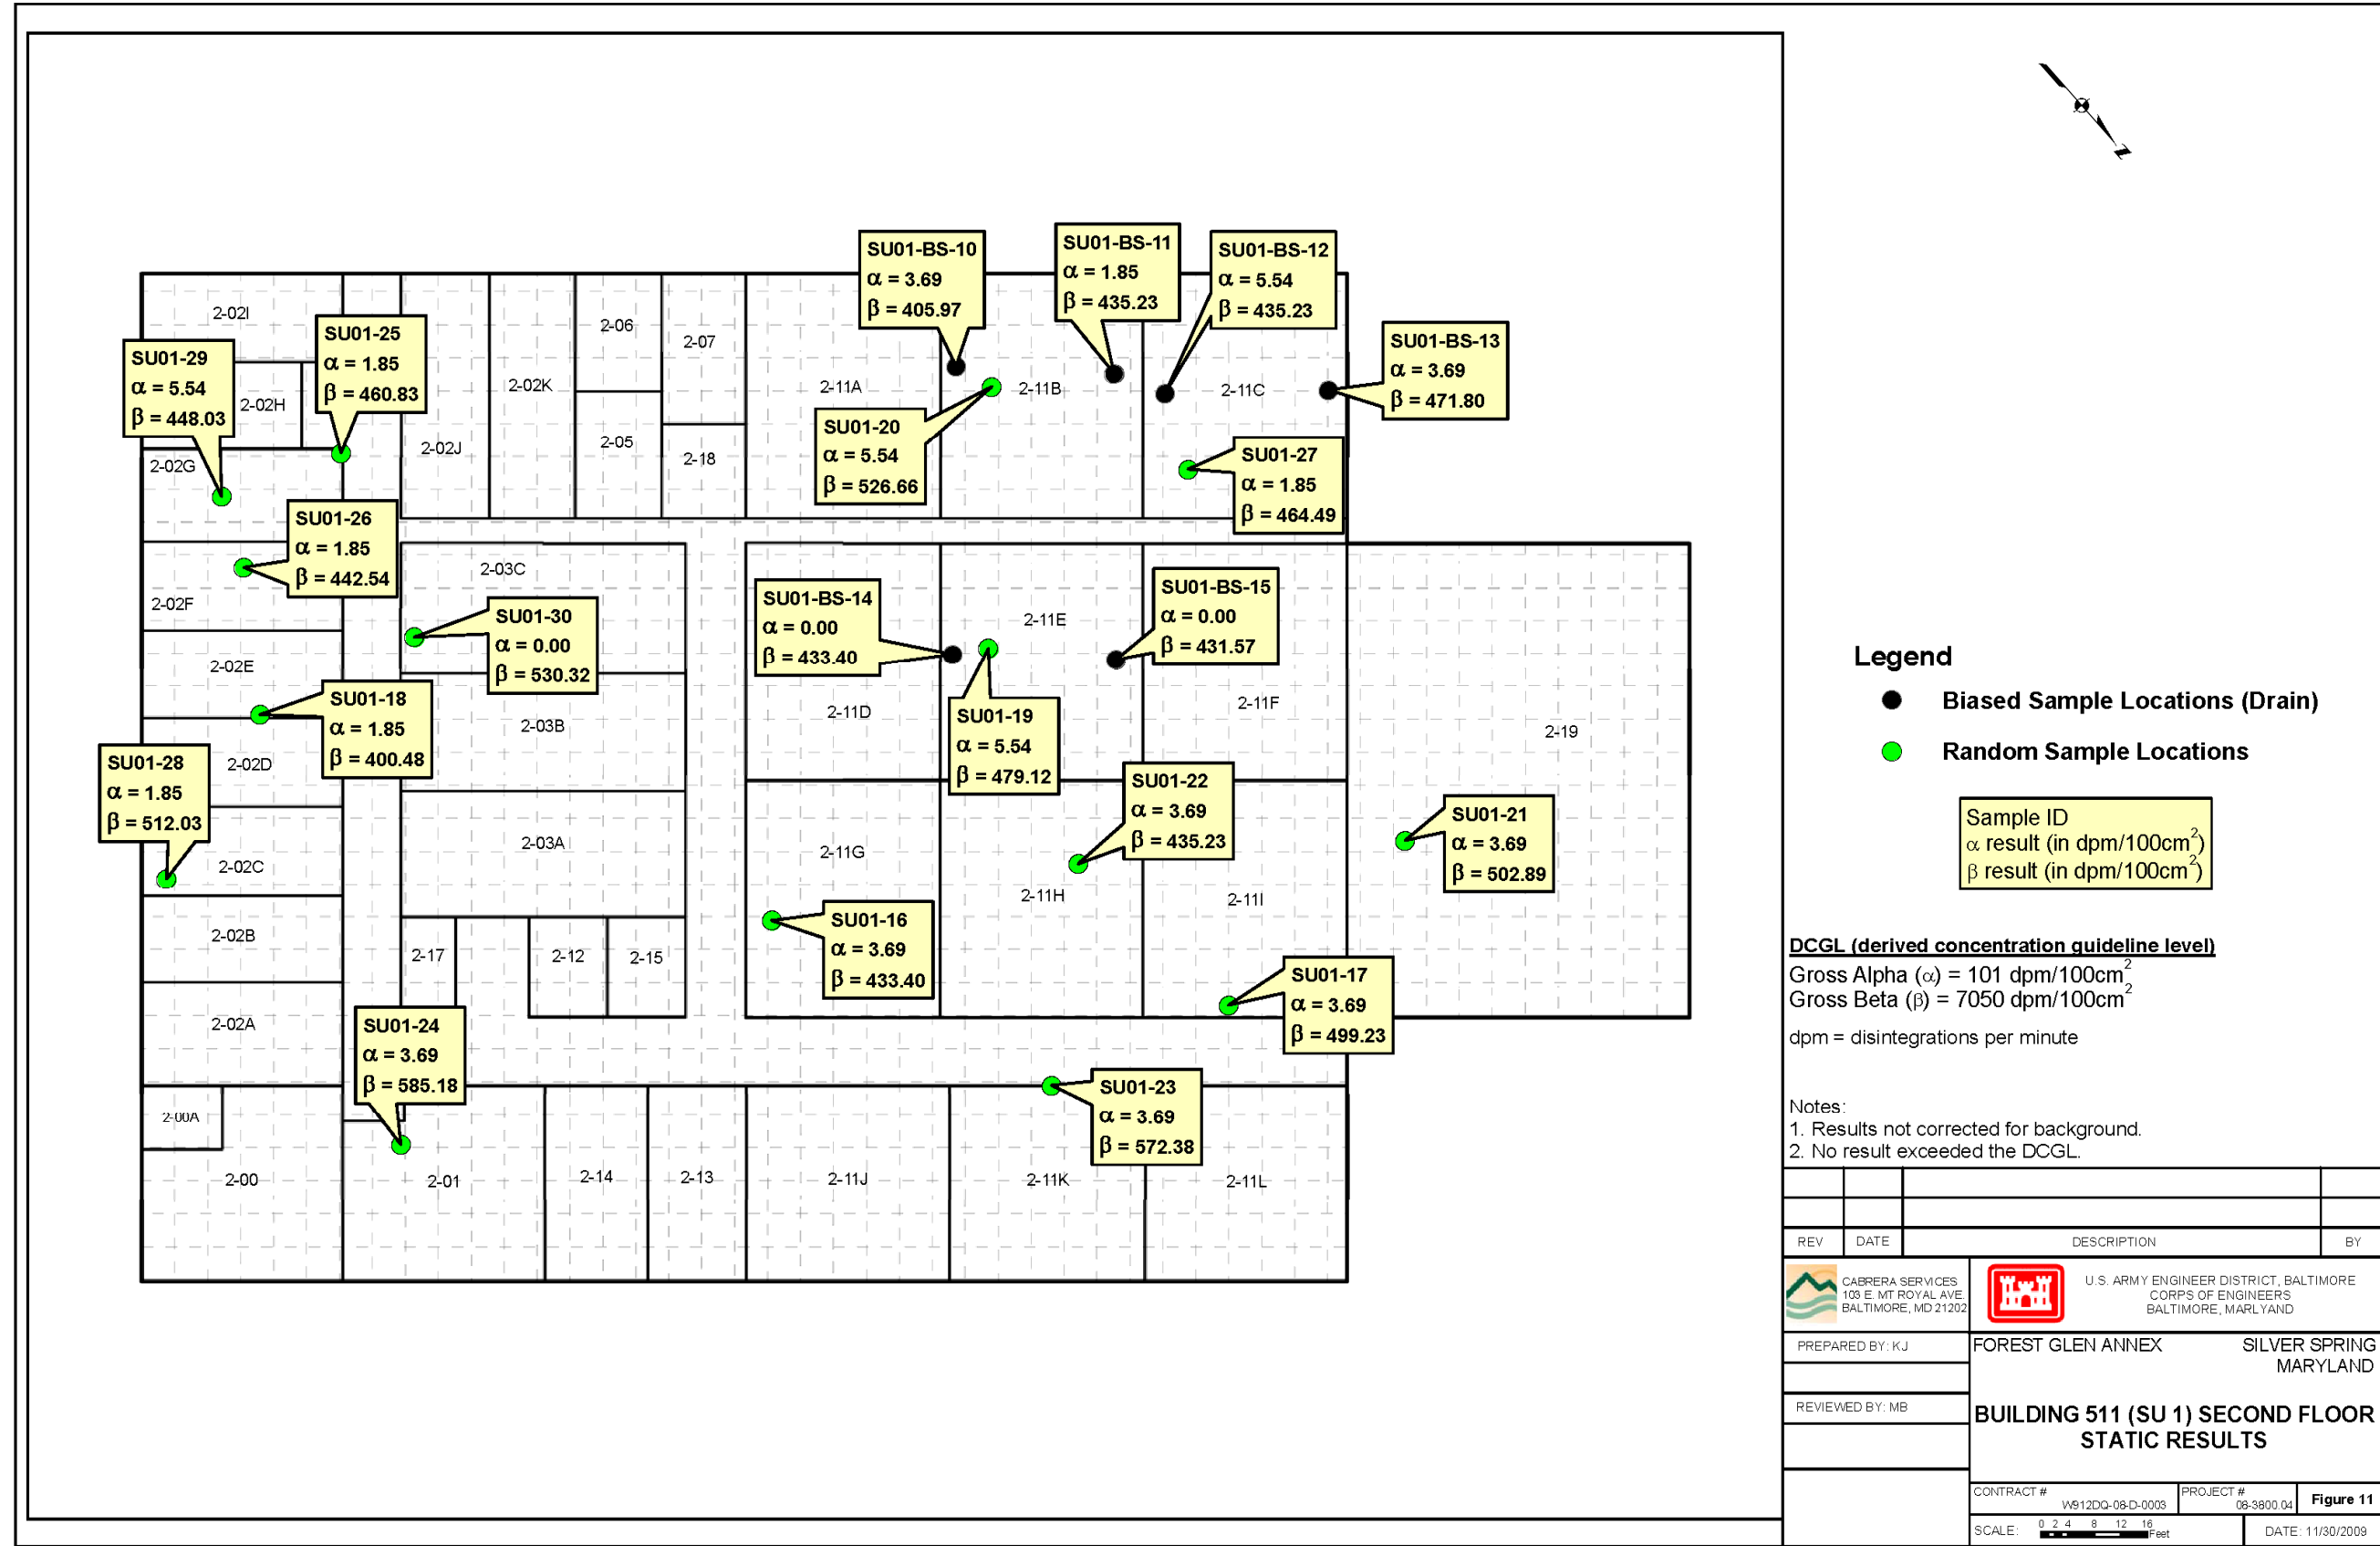 SU01-BS-10
α = 3.69
β = 405.97
SU01-BS-11
α = 1.85
β = 435.23
SU01-BS-12
α = 5.54
β = 435.23
SU01-BS-13
α = 3.69
β = 471.80
SU01-25
α = 1.85
β = 460.83
SU01-29
α = 5.54
β = 448.03
SU01-20
α = 5.54
β = 526.66
SU01-27
α = 1.85
β = 464.49
SU01-26
α = 1.85
β = 442.54
SU01-30
α = 0.00
β = 530.32
SU01-BS-14
α = 0.00
β = 433.40
SU01-BS-15
α = 0.00
β = 431.57
SU01-18
α = 1.85
β = 400.48
SU01-19
α = 5.54
β = 479.12
SU01-28
α = 1.85
β = 512.03
SU01-22
α = 3.69
β = 435.23
SU01-21
α = 3.69
β = 502.89
SU01-16
α = 3.69
β = 433.40
SU01-17
α = 3.69
β = 499.23
SU01-24
α = 3.69
β = 585.18
SU01-23
α = 3.69
β = 572.38
2-02I
2-02H
2-02G
2-02J
2-02K
2-06
2-05
2-07
2-18
2-11A
2-11B
2-11C
2-02F
2-02E
2-02D
2-02C
2-02B
2-02A
2-03C
2-03B
2-03A
2-17
2-12
2-15
2-11D
2-11E
2-11F
2-11G
2-11H
2-11I
2-19
2-00A
2-00
2-01
2-14
2-13
2-11J
2-11K
2-11L
N
Legend
Biased Sample Locations (Drain)
Random Sample Locations
Sample ID
α result (in dpm/100cm²)
β result (in dpm/100cm²)
DCGL (derived concentration guideline level)
Gross Alpha (α) = 101 dpm/100cm²
Gross Beta (β) = 7050 dpm/100cm²
dpm = disintegrations per minute
Notes:
1. Results not corrected for background.
2. No result exceeded the DCGL.
REV DATE DESCRIPTION BY
CABRERA SERVICES
103 E. MT ROYAL AVE.
BALTIMORE, MD 21202
U.S. ARMY ENGINEER DISTRICT, BALTIMORE
CORPS OF ENGINEERS
BALTIMORE, MARLYAND
PREPARED BY: KJ
FOREST GLEN ANNEX SILVER SPRING
MARYLAND
REVIEWED BY: MB
BUILDING 511 (SU 1) SECOND FLOOR
STATIC RESULTS
CONTRACT #
W912DQ-08-D-0003
PROJECT #
08-3800.04
Figure 11
SCALE: 0 2 4 8 12 16
Feet
DATE: 11/30/2009